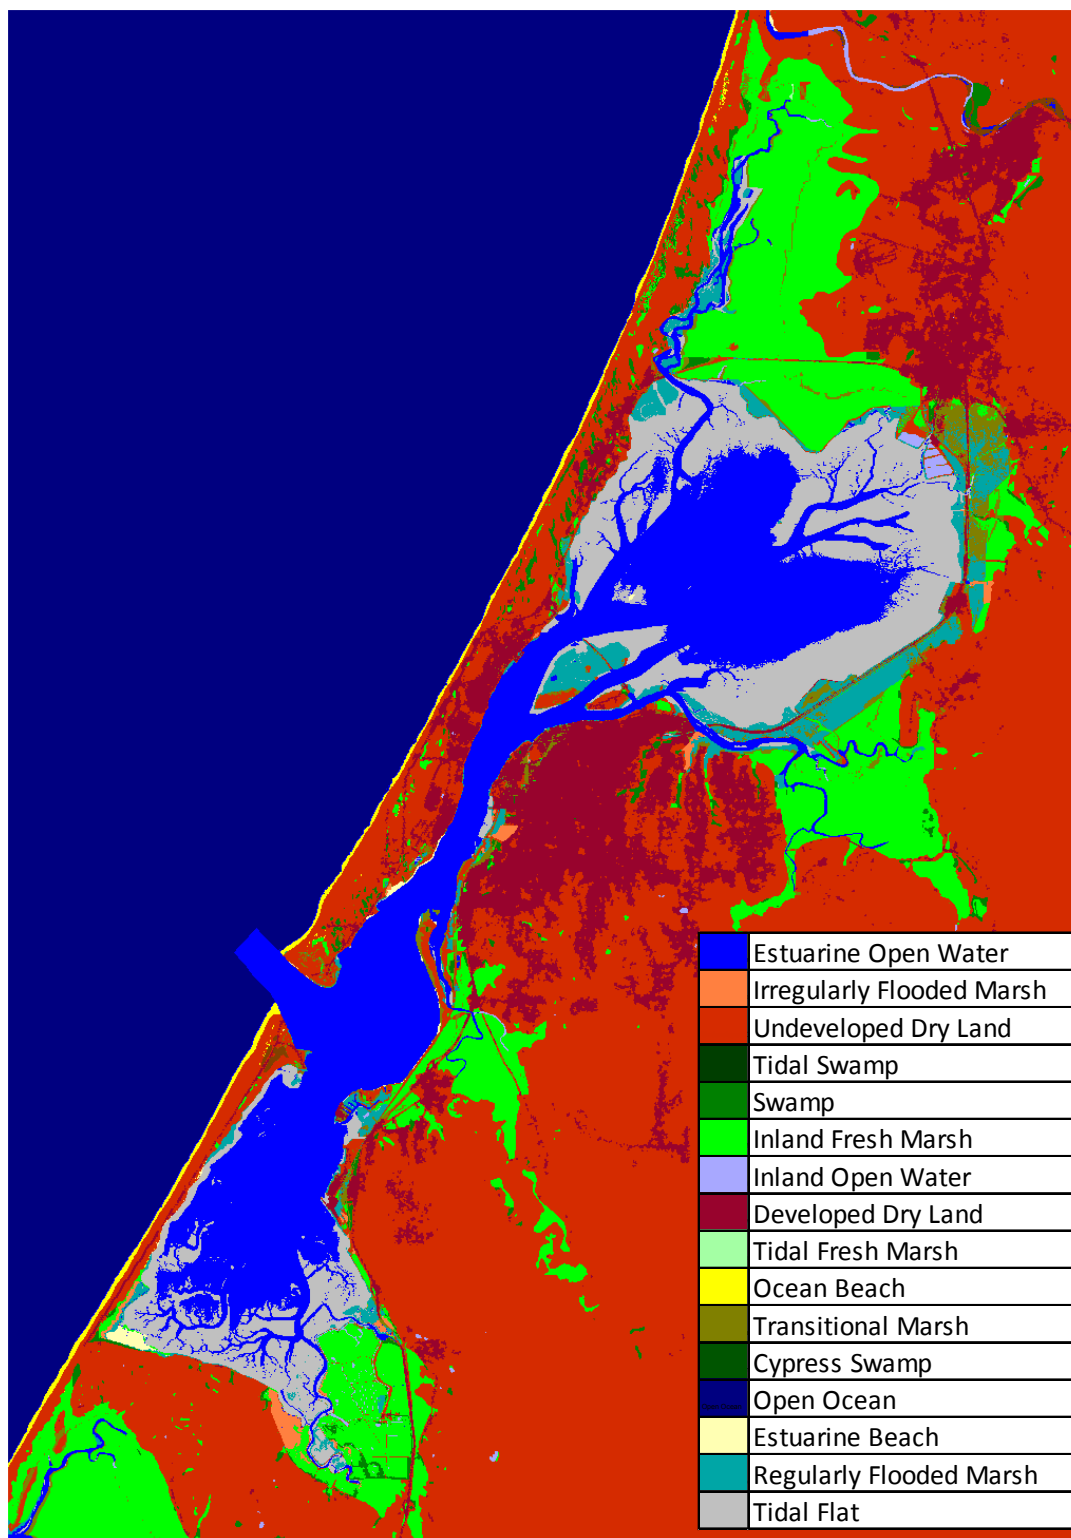 Estuarine Open Water
Irregularly Flooded Marsh
Undeveloped Dry Land
Tidal Swamp
Swamp
Inland Fresh Marsh
Inland Open Water
Developed Dry Land
Tidal Fresh Marsh
Ocean Beach
Transitional Marsh
Cypress Swamp
Open Ocean
Estuarine Beach
Regularly Flooded Marsh
Tidal Flat